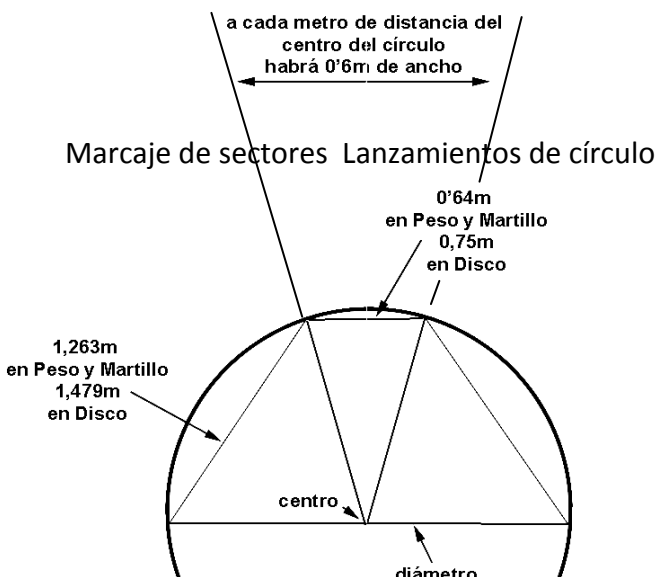 a cada metro de distancia del
centro del círculo
habrá 0'6m de ancho
Marcaje de sectores Lanzamientos de círculo
0'64m
en Peso y Martillo
0,75m
en Disco
1,263m
en Peso y Martillo
1,479m
en Disco
centro
diámetro